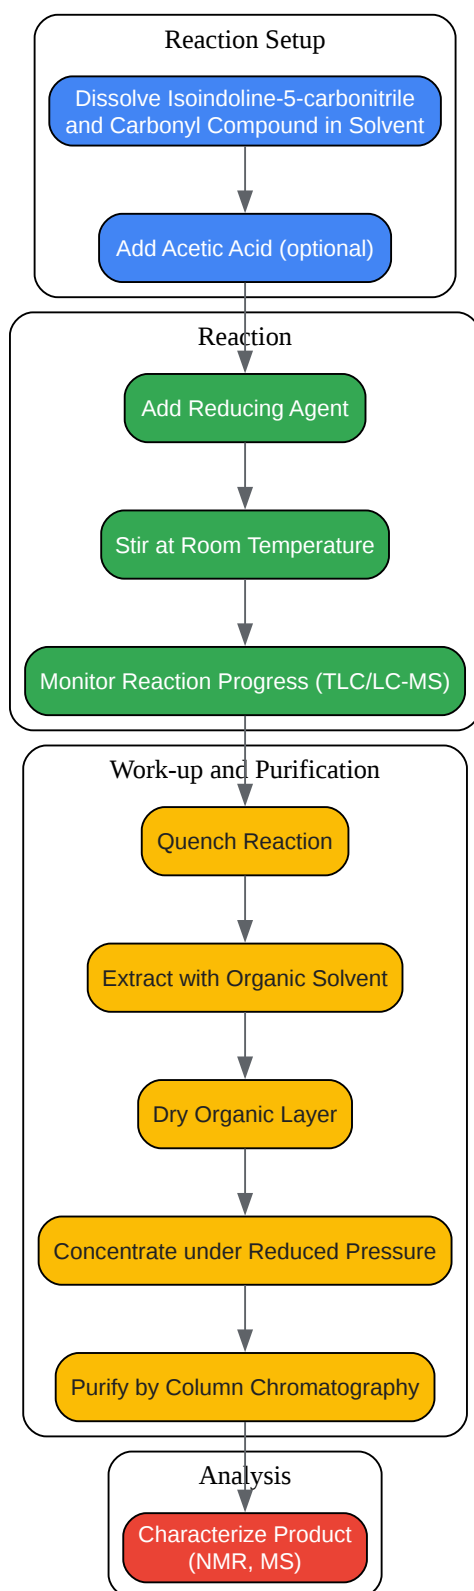 Reaction Setup
Dissolve Isoindoline-5-carbonitrile
and Carbonyl Compound in Solvent
Add Acetic Acid (optional)
Reaction
Add Reducing Agent
Stir at Room Temperature
Monitor Reaction Progress (TLC/LC-MS)
Work-up and Purification
Quench Reaction
Extract with Organic Solvent
Dry Organic Layer
Concentrate under Reduced Pressure
Purify by Column Chromatography
Analysis
Characterize Product
(NMR, MS)